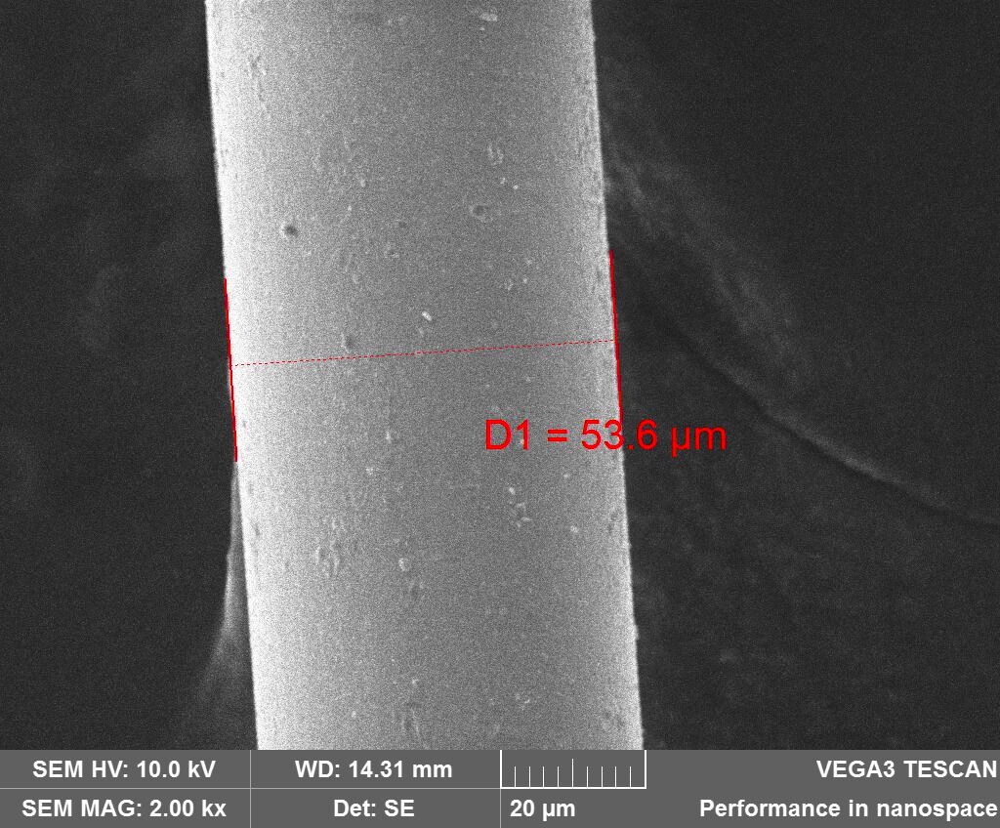 D1 = 53.6 µm
SEM HV: 10.0 kV
WD: 14.31 mm
VEGA3 TESCAN
SEM MAG: 2.00 kx
Det: SE
20 µm
Performance in nanospace